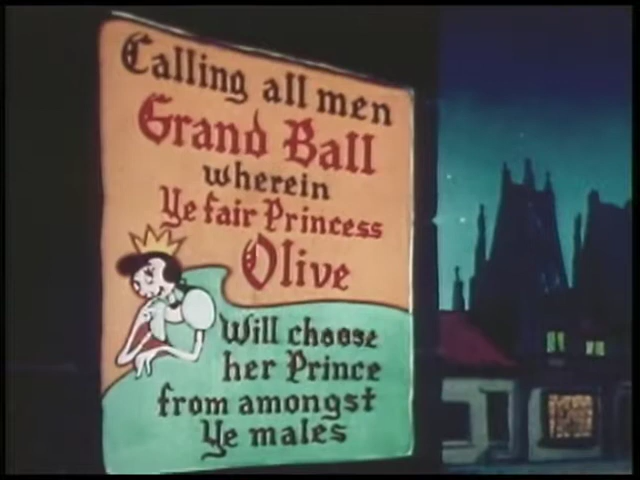 Calling all men
Grand Ball
wherein
Ye fair Princess
Olive
Will choose
her Prince
from amongst
Ye males